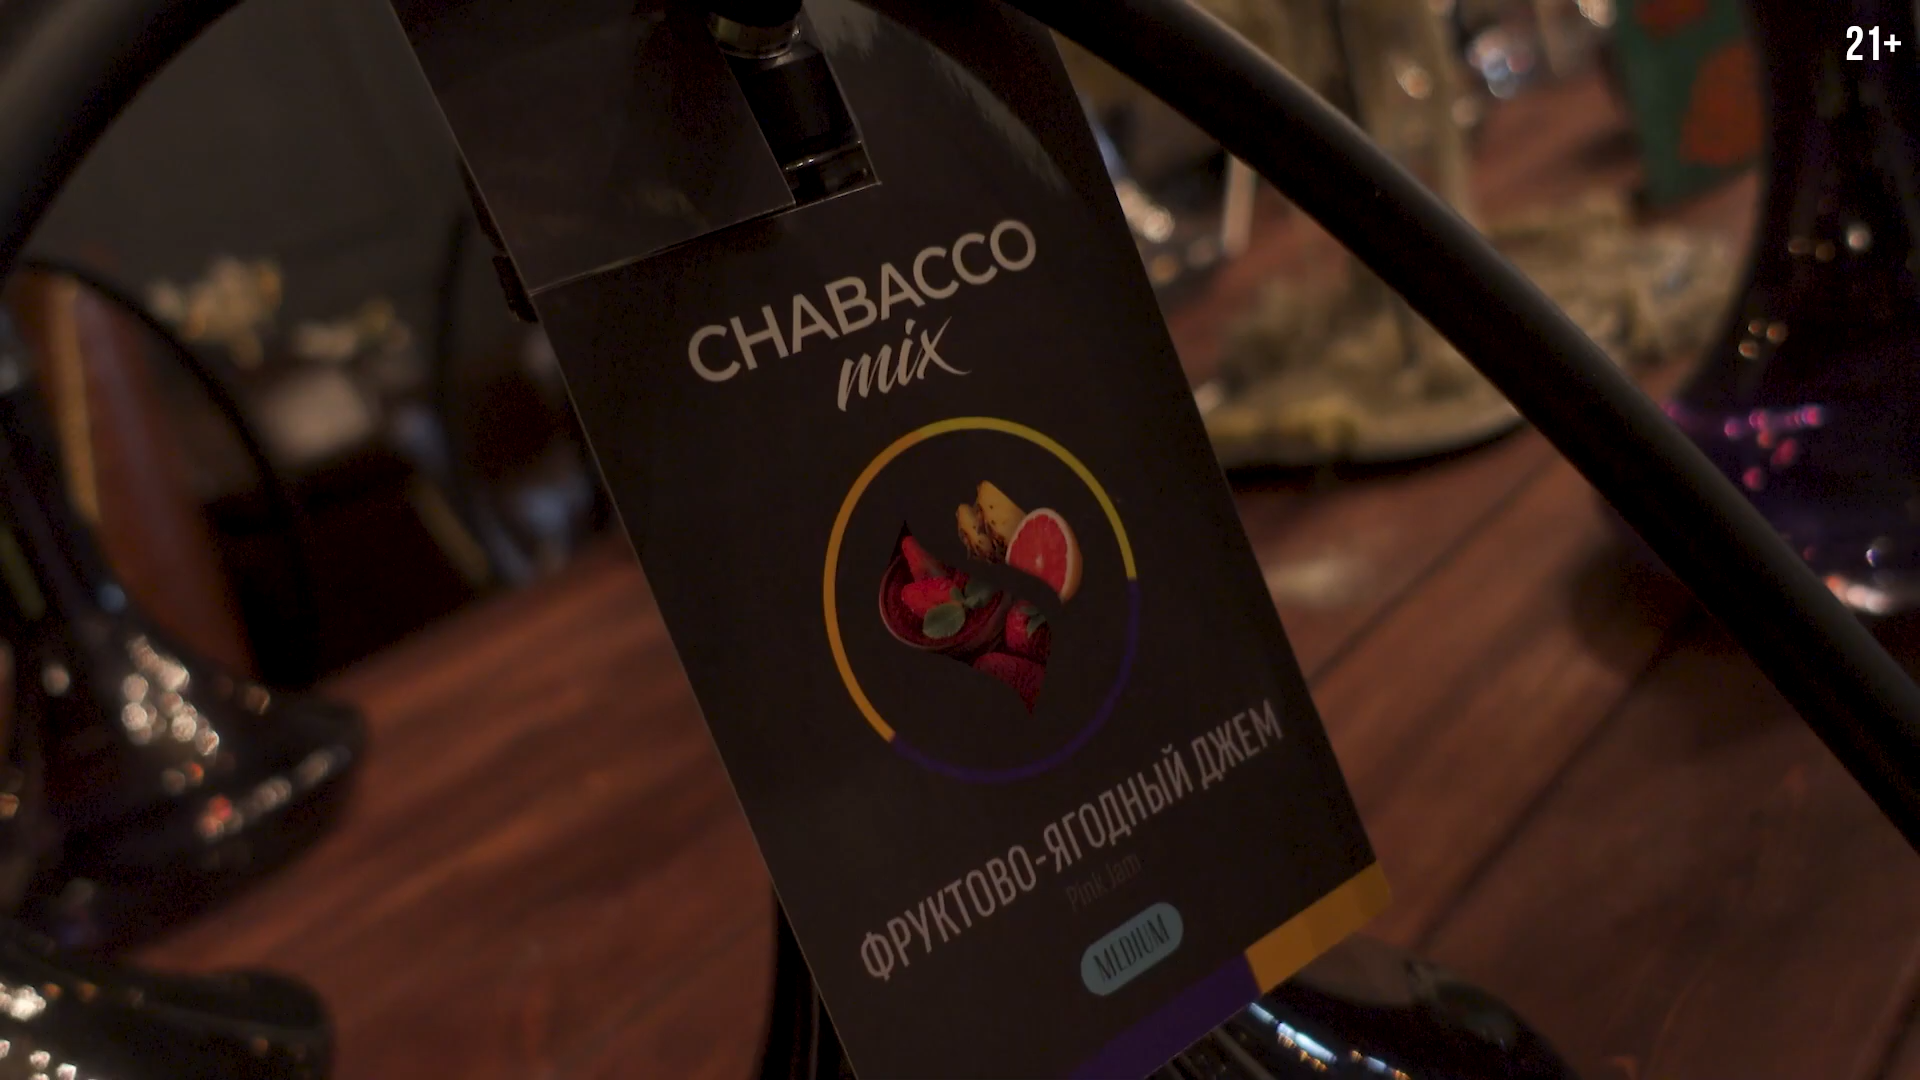 21+
CHABACCO
mix
ФРУКТОВО-ЯГОДНЫЙ ДЖЕМ
Pink Jam
MEDIUM